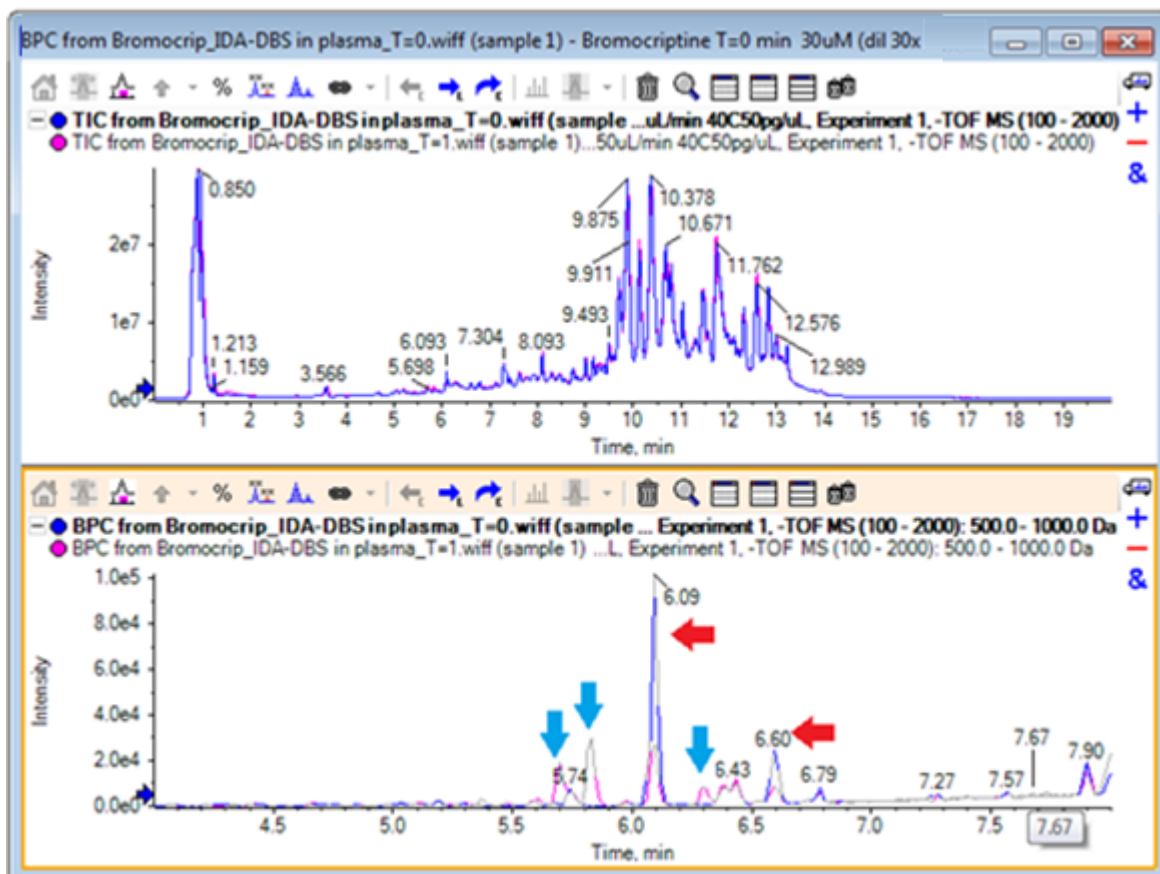 BPC from Bromocrip_IDA-DBS in plasma_T=0.wiff (sample 1) - Bromocriptine T=0 min 30uM (dil 30x
%
TIC from Bromocrip_IDA-DBS in plasma_T=0.wiff (sample ...uL/min 40C50pg/uL, Experiment 1, -TOF MS (100 - 2000)
TIC from Bromocrip_IDA-DBS in plasma_T=1.wiff (sample 1)...50uL/min 40C50pg/uL, Experiment 1, -TOF MS (100 - 2000)
&
Intensity
2e7
1e7
0e0
0.850
1.213
1.159
3.566
5.698
6.093
7.304
8.093
9.493
9.875
9.911
10.378
10.671
11.762
12.576
12.989
1 2 3 4 5 6 7 8 9 10 11 12 13 14 15 16 17 18 19
Time, min
%
BPC from Bromocrip_IDA-DBS in plasma_T=0.wiff (sample ... Experiment 1, -TOF MS (100 - 2000): 500.0 - 1000.0 Da
BPC from Bromocrip_IDA-DBS in plasma_T=1.wiff (sample 1) ...L, Experiment 1, -TOF MS (100 - 2000): 500.0 - 1000.0 Da
&
Intensity
1.0e5
8.0e4
6.0e4
4.0e4
2.0e4
0.0e0
5.74
6.09
6.43
6.60
6.79
7.27
7.57
7.67
7.90
4.5 5.0 5.5 6.0 6.5 7.0 7.5
7.67
Time, min